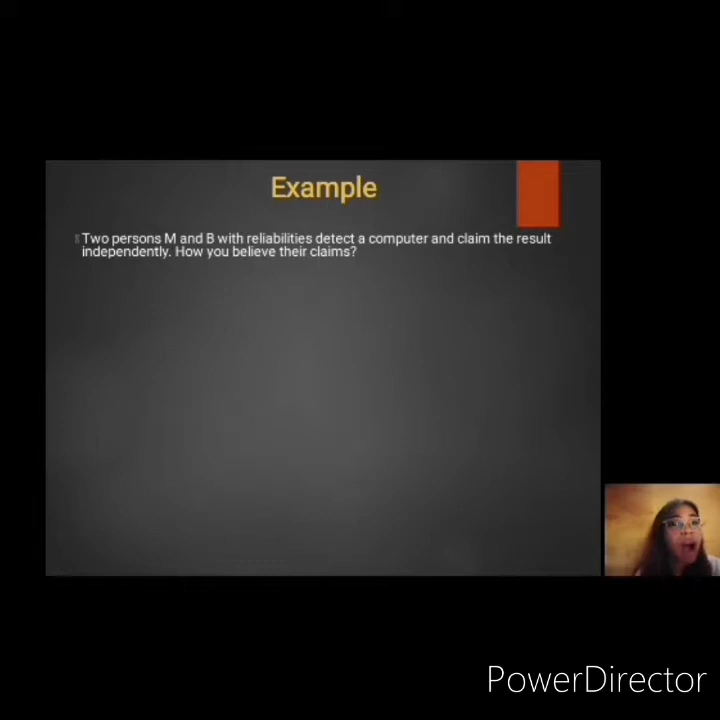 Example
Two persons M and B with reliabilities detect a computer and claim the result
independently. How you believe their claims?
PowerDirector